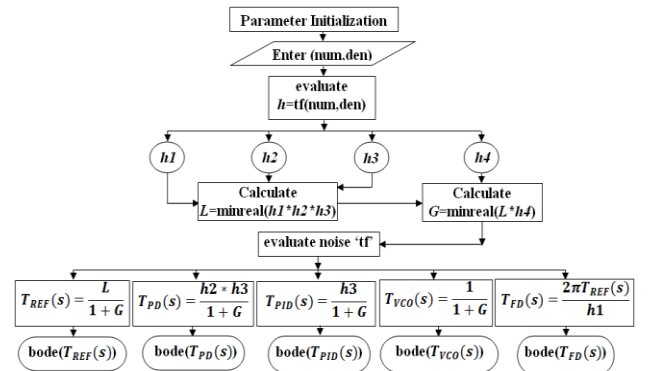 Parameter Initialization
Enter (num,den)
evaluate
h=tf(num,den)
h1 h2 h3 h4
Calculate
L=minreal(h1*h2*h3)
Calculate
G=minreal(L*h4)
evaluate noise ‘tf’
T_REF(s) = L / 1 + G
T_PD(s) = h2 * h3 / 1 + G
T_PID(s) = h3 / 1 + G
T_VCO(s) = 1 / 1 + G
T_FD(s) = 2πT_REF(s) / h1
bode(T_REF(s))
bode(T_PD(s))
bode(T_PID(s))
bode(T_VCO(s))
bode(T_FD(s))